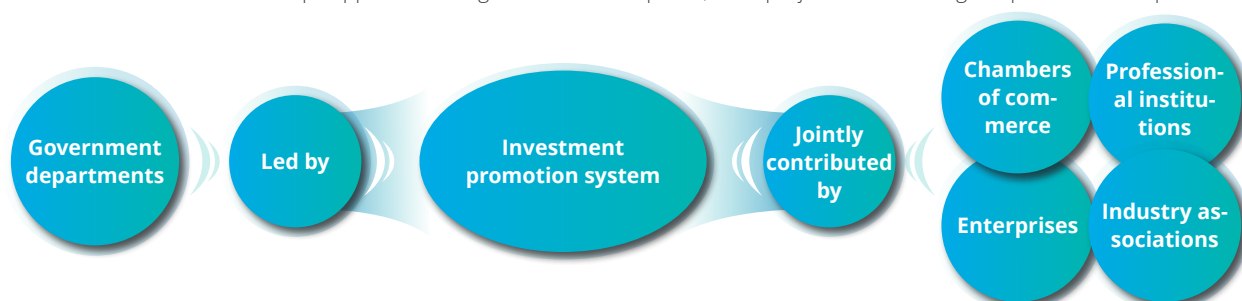 Government
departments
Led by
Investment
promotion system
Jointly
contributed
by
Chambers
of com-
merce
Profession-
al institu-
tions
Enterprises
Industry as-
sociations